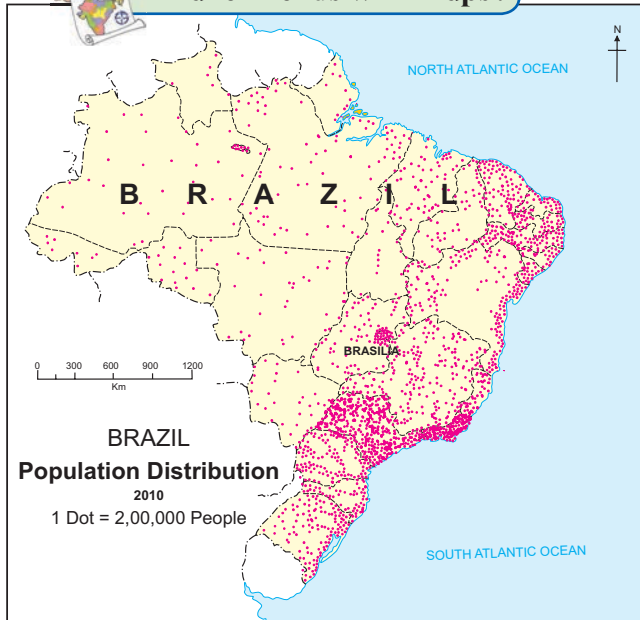 N
NORTH ATLANTIC OCEAN
BRAZIL
BRASILIA
0 300 600 900 1200
Km
BRAZIL
Population Distribution
2010
1 Dot = 2,00,000 People
SOUTH ATLANTIC OCEAN